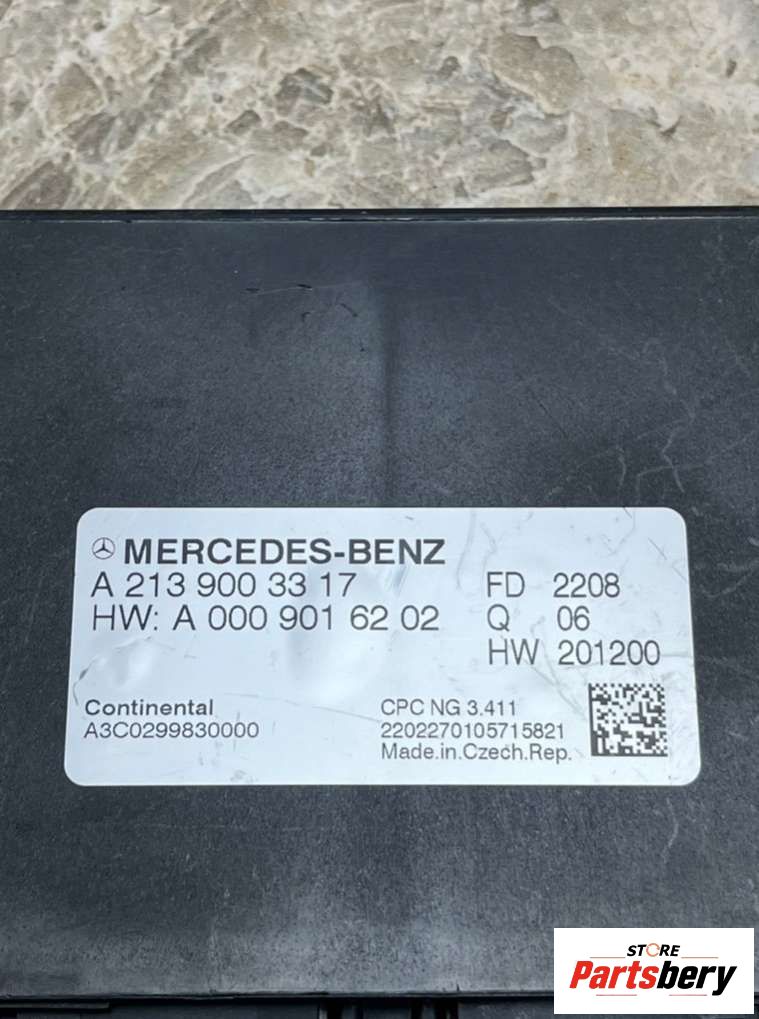 MERCEDES-BENZ
A 213 900 33 17
FD 2208
HW: A 000 901 62 02
Q 06
HW 201200
Continental
A3C0299830000
CPC NG 3.411
2202270105715821
Made.in.Czech.Rep.
STORE
Partsbery